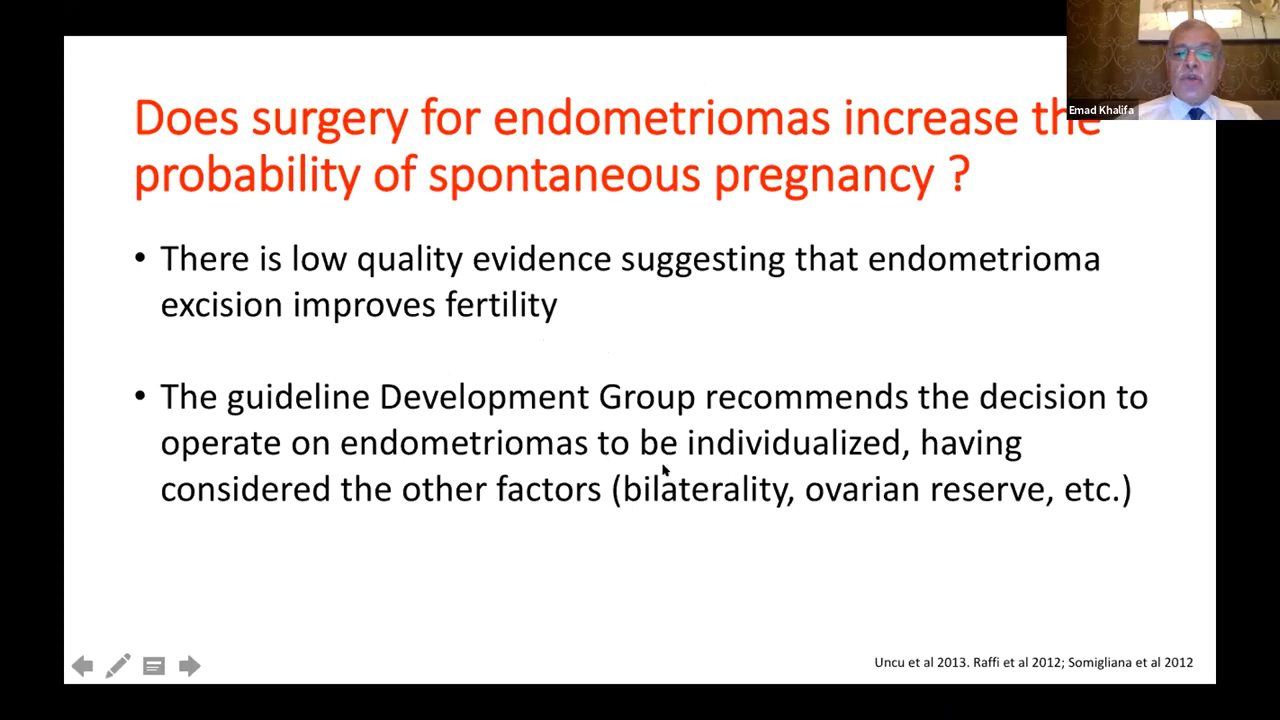 Does surgery for endometriomas increase the
probability of spontaneous pregnancy ?
• There is low quality evidence suggesting that endometrioma
excision improves fertility
• The guideline Development Group recommends the decision to
operate on endometriomas to be individualized, having
considered the other factors (bilaterality, ovarian reserve, etc.)
Uncu et al 2013. Raffi et al 2012; Somigliana et al 2012
Emad Khalifa